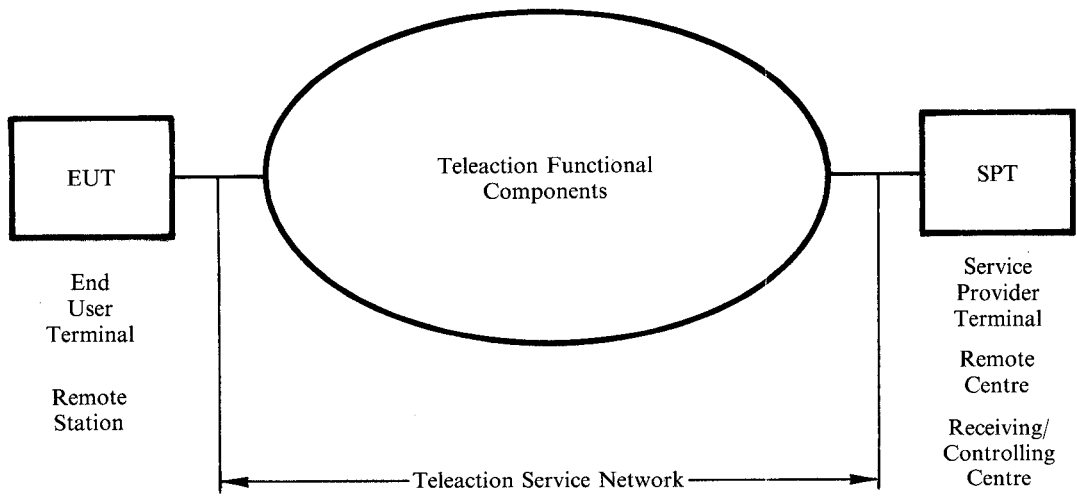 EUT
Teleaction Functional
Components
SPT
End
User
Terminal
Remote
Station
Service
Provider
Terminal
Remote
Centre
Receiving/
Controlling
Centre
Teleaction Service Network